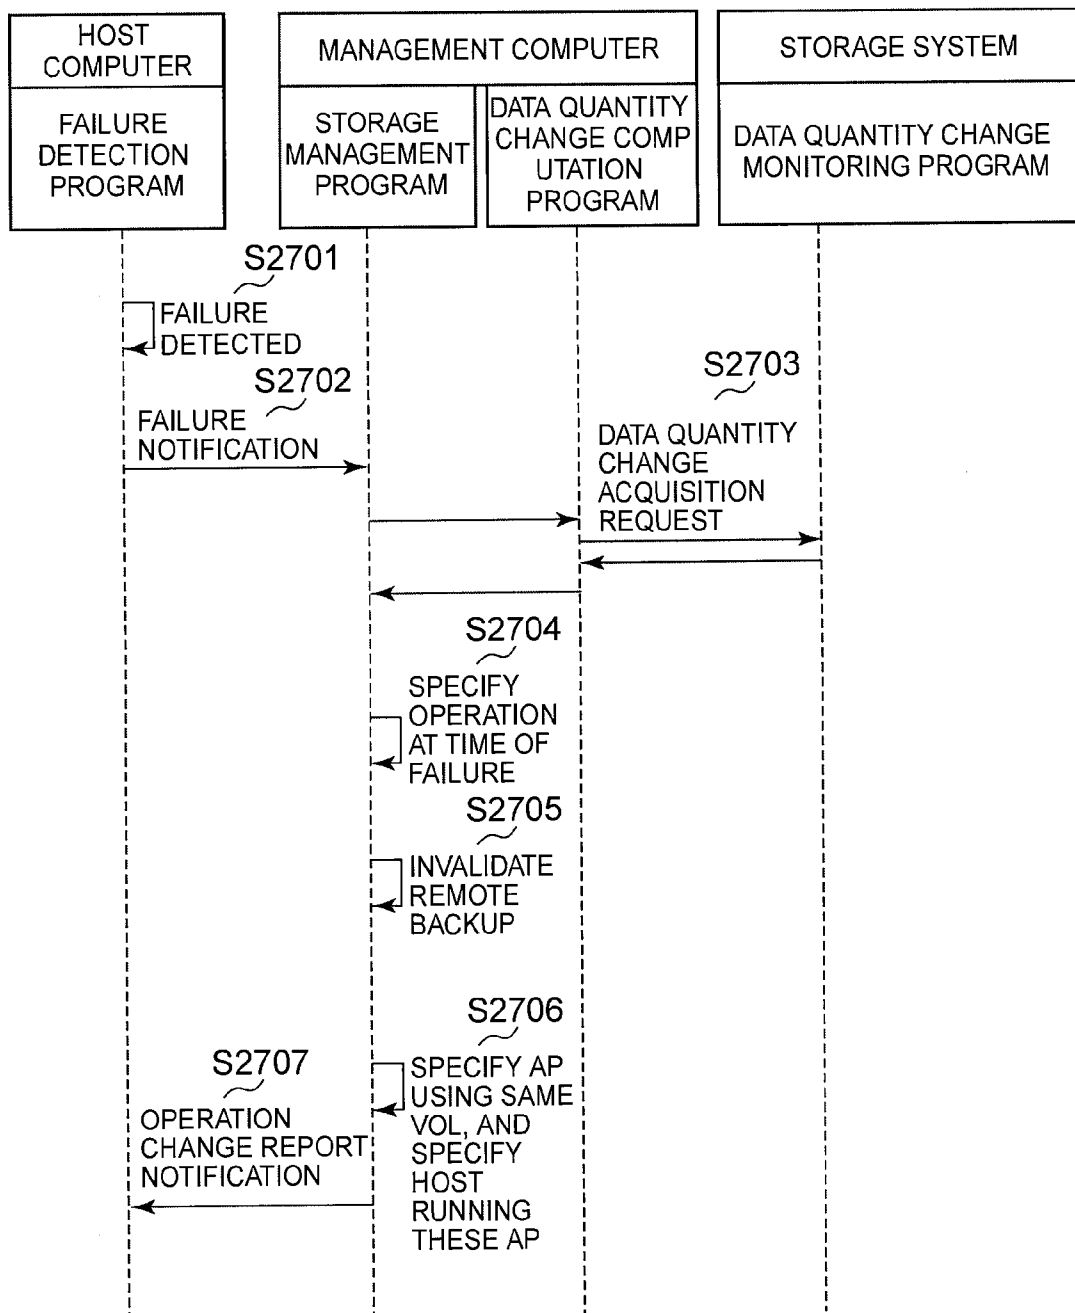 HOST
COMPUTER
MANAGEMENT COMPUTER
STORAGE SYSTEM
FAILURE
DETECTION
PROGRAM
STORAGE
MANAGEMENT
PROGRAM
DATA QUANTITY
CHANGE COMP
UTATION
PROGRAM
DATA QUANTITY CHANGE
MONITORING PROGRAM
S2701
FAILURE
DETECTED
S2702
FAILURE
NOTIFICATION
S2703
DATA QUANTITY
CHANGE
ACQUISITION
REQUEST
S2704
SPECIFY
OPERATION
AT TIME OF
FAILURE
S2705
INVALIDATE
REMOTE
BACKUP
S2706
SPECIFY AP
USING SAME
VOL, AND
SPECIFY
HOST
RUNNING
THESE AP
S2707
OPERATION
CHANGE REPORT
NOTIFICATION